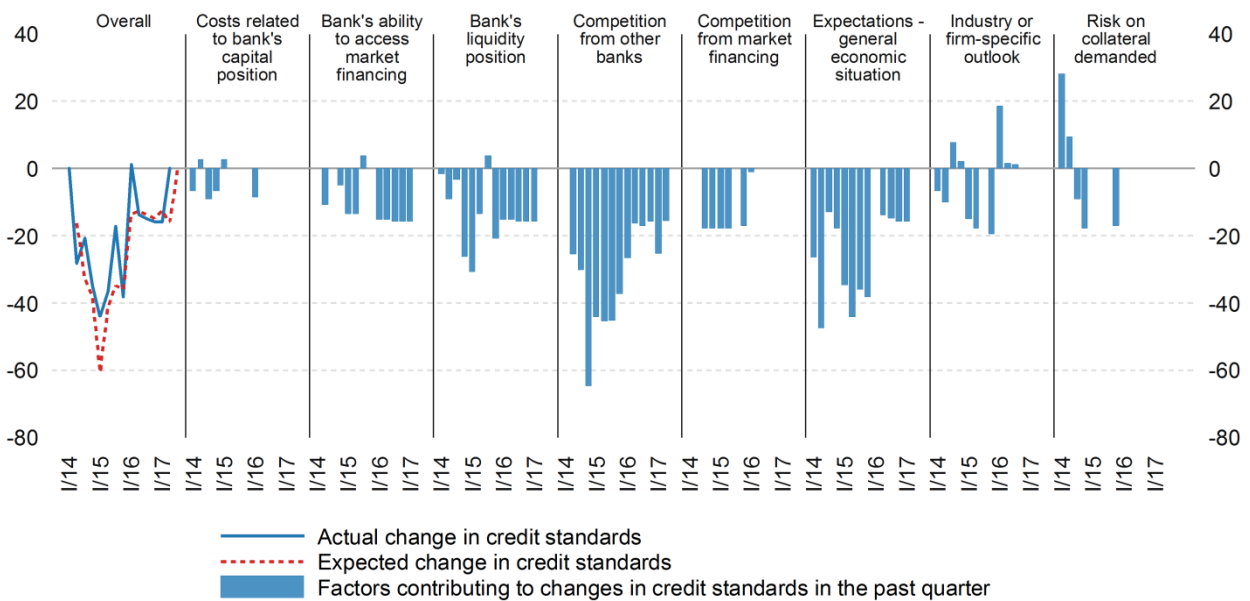 Overall
Costs related
to bank's
capital
position
Bank's ability
to access
market
financing
Bank's
liquidity
position
Competition
from other
banks
Competition
from market
financing
Expectations -
general
economic
situation
Industry or
firm-specific
outlook
Risk on
collateral
demanded
40
20
0
-20
-40
-60
-80
40
20
0
-20
-40
-60
-80
I/14
I/15
I/16
I/17
I/14
I/15
I/16
I/17
I/14
I/15
I/16
I/17
I/14
I/15
I/16
I/17
I/14
I/15
I/16
I/17
I/14
I/15
I/16
I/17
I/14
I/15
I/16
I/17
I/14
I/15
I/16
I/17
I/14
I/15
I/16
I/17
Actual change in credit standards
Expected change in credit standards
Factors contributing to changes in credit standards in the past quarter